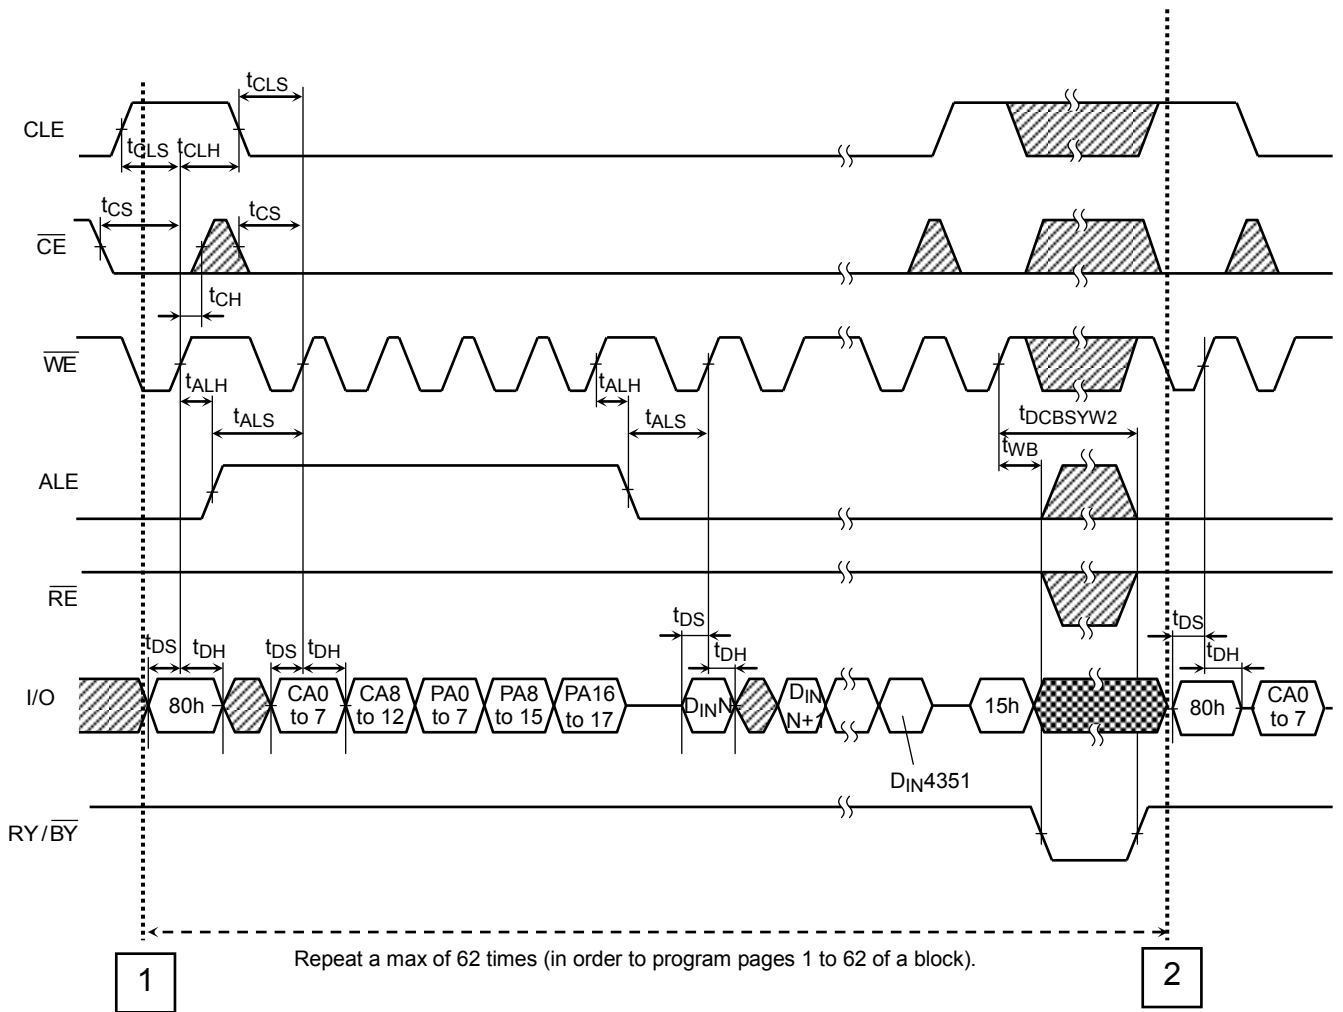 tCLS
CLE
tCLS
tCLH
tCS
tCS
CE
tCH
WE
tALH
tALH
tALS
tALS
tDCBSYW2
tWB
ALE
RE
tDS
tDH
tDS
tDH
tDS
tDH
tDS
tDH
I/O
80h
CA0
to 7
CA8
to 12
PA0
to 7
PA8
to 15
PA16
to 17
DINN
DIN
N+1
15h
80h
CA0
to 7
DIN4351
RY/BY
Repeat a max of 62 times (in order to program pages 1 to 62 of a block).
1
2